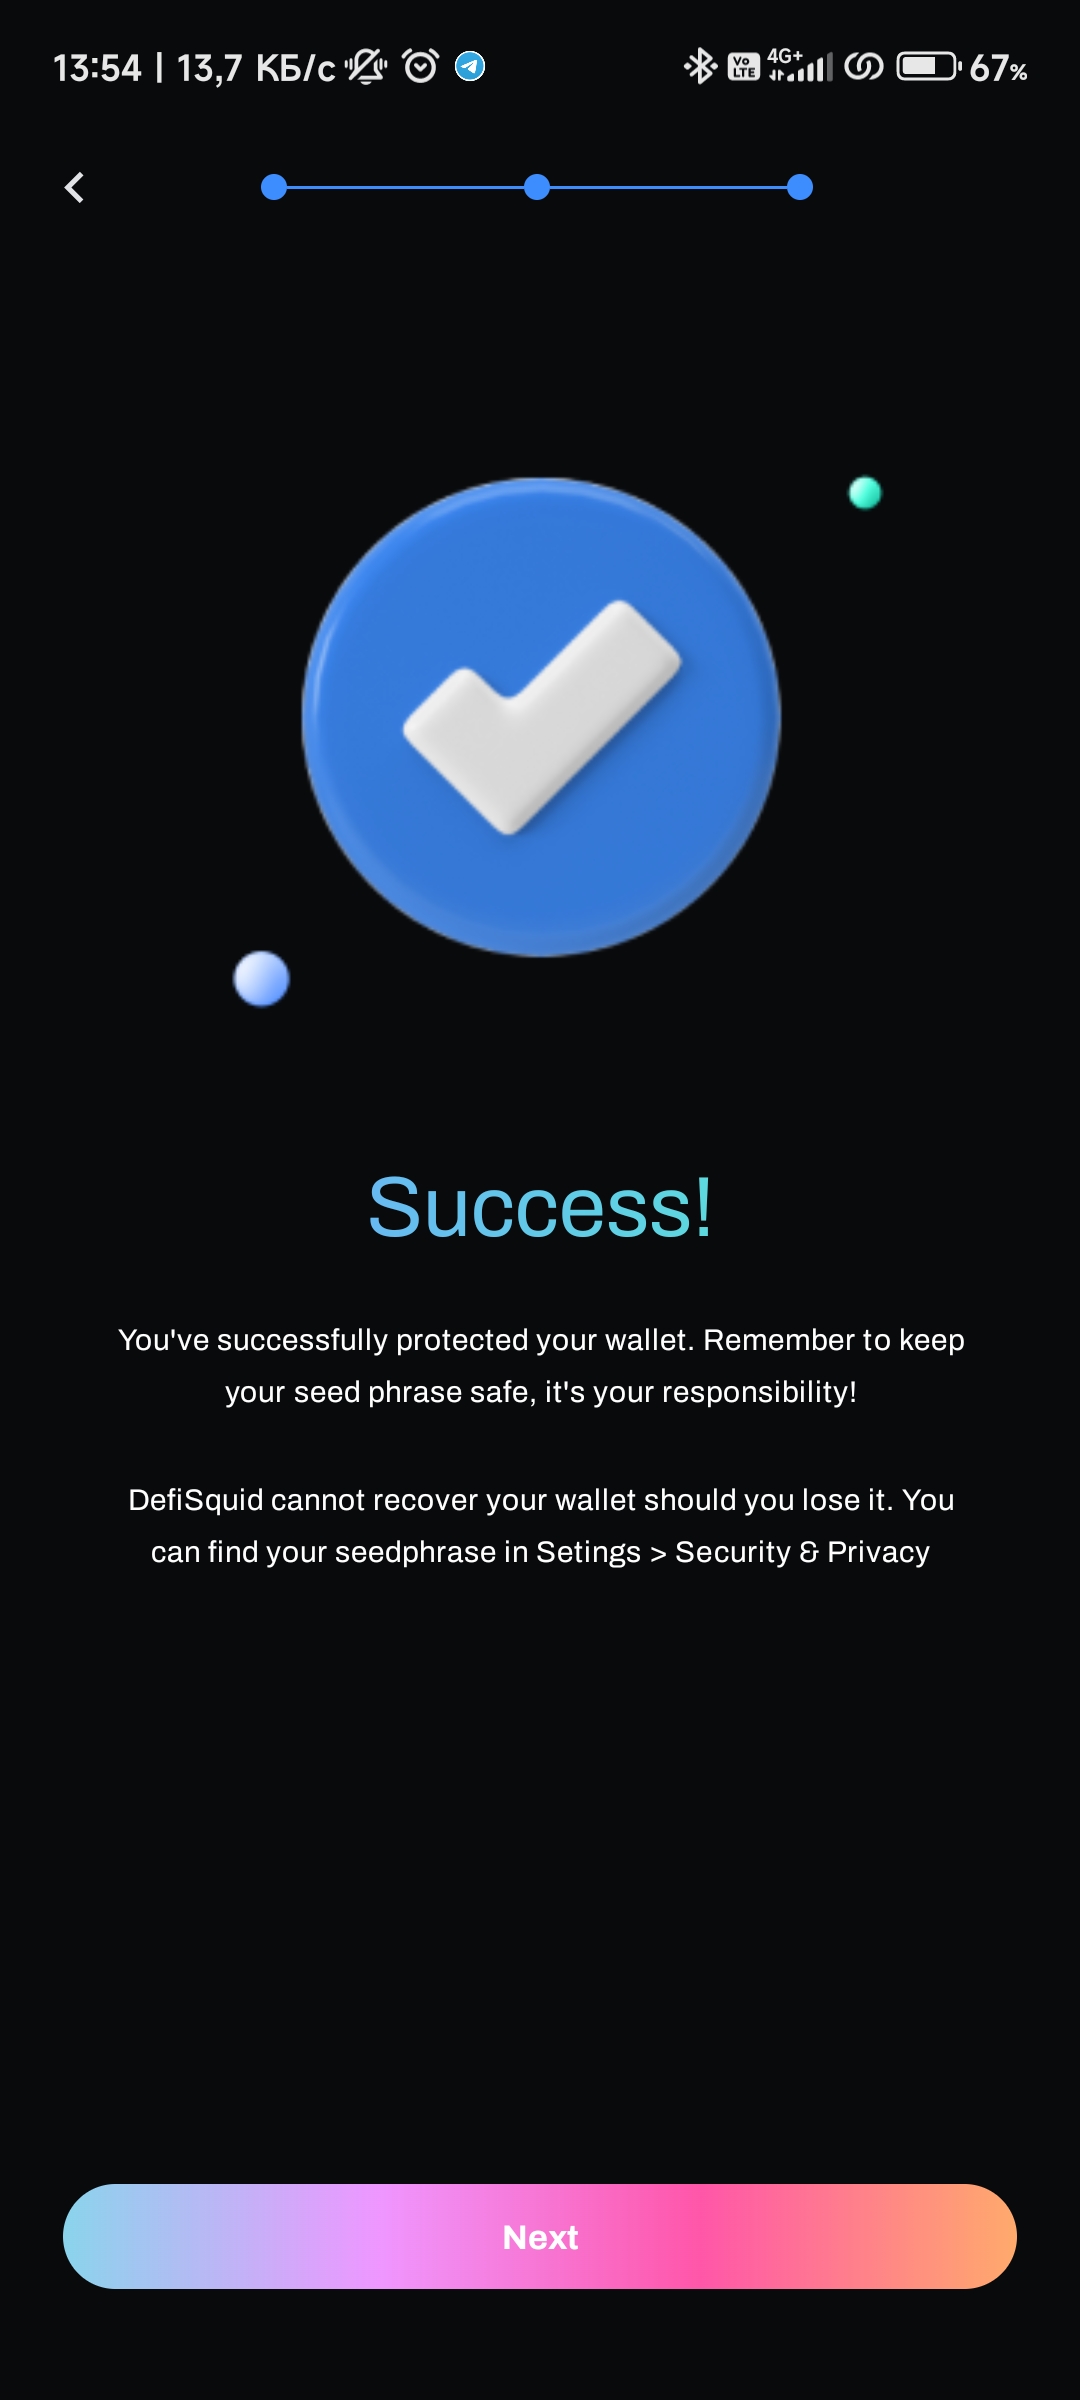 13:54 | 13,7 КБ/с
Vo LTE 4G+ 67%
Success!
You've successfully protected your wallet. Remember to keep
your seed phrase safe, it's your responsibility!
DefiSquid cannot recover your wallet should you lose it. You
can find your seedphrase in Setings > Security & Privacy
Next